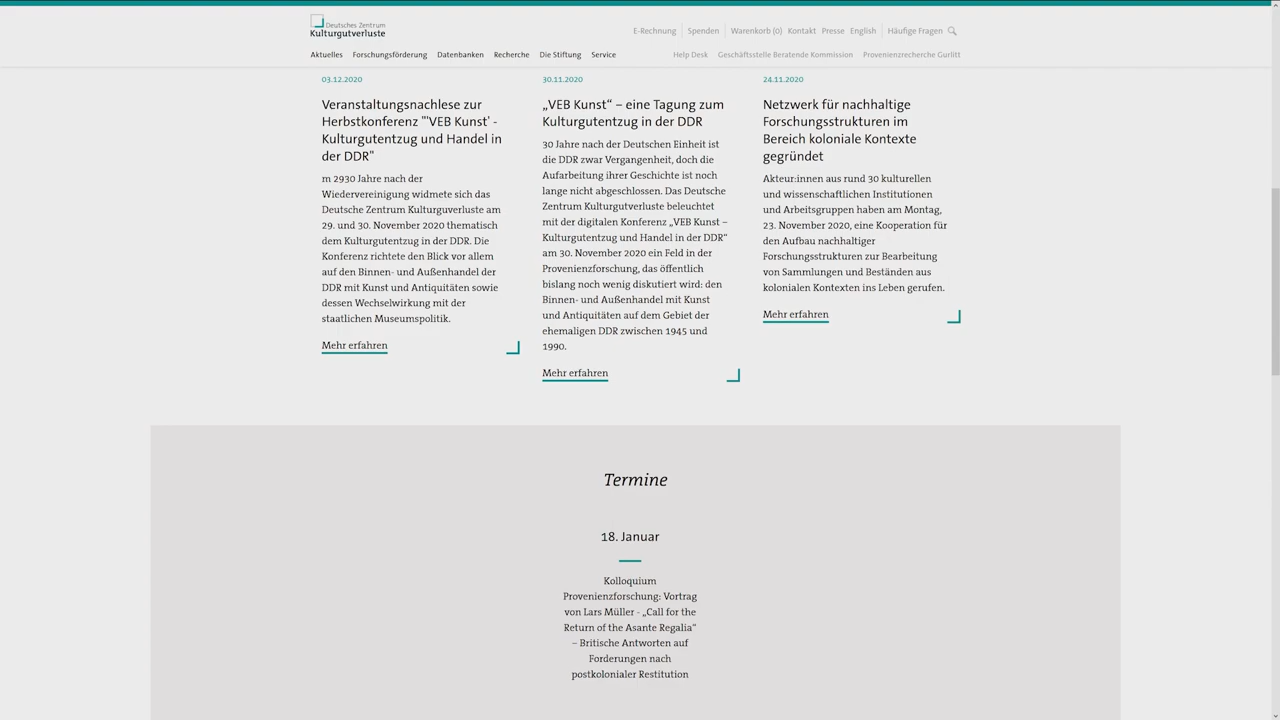 Deutsches Zentrum
Kulturgutverluste
E-Rechnung Spenden Warenkorb (0) Kontakt Presse English Häufige Fragen
Aktuelles Forschungsförderung Datenbanken Recherche Die Stiftung Service Help Desk Geschäftsstelle Beratende Kommission Provenienzrecherche Gurlitt
03.12.2020
Veranstaltungsnachlese zur
Herbstkonferenz "'VEB Kunst' -
Kulturgutentzug und Handel in
der DDR"
m 2930 Jahre nach der
Wiedervereinigung widmete sich das
Deutsche Zentrum Kulturguverluste am
29. und 30. November 2020 thematisch
dem Kulturgutentzug in der DDR. Die
Konferenz richtete den Blick vor allem
auf den Binnen- und Außenhandel der
DDR mit Kunst und Antiquitäten sowie
dessen Wechselwirkung mit der
staatlichen Museumspolitik.
Mehr erfahren
30.11.2020
„VEB Kunst“ – eine Tagung zum
Kulturgutentzug in der DDR
30 Jahre nach der Deutschen Einheit ist
die DDR zwar Vergangenheit, doch die
Aufarbeitung ihrer Geschichte ist noch
lange nicht abgeschlossen. Das Deutsche
Zentrum Kulturgutverluste beleuchtet
mit der digitalen Konferenz „VEB Kunst –
Kulturgutentzug und Handel in der DDR“
am 30. November 2020 ein Feld in der
Provenienzforschung, das öffentlich
bislang noch wenig diskutiert wird: den
Binnen- und Außenhandel mit Kunst
und Antiquitäten auf dem Gebiet der
ehemaligen DDR zwischen 1945 und
1990.
Mehr erfahren
24.11.2020
Netzwerk für nachhaltige
Forschungsstrukturen im
Bereich koloniale Kontexte
gegründet
Akteur:innen aus rund 30 kulturellen
und wissenschaftlichen Institutionen
und Arbeitsgruppen haben am Montag,
23. November 2020, eine Kooperation für
den Aufbau nachhaltiger
Forschungsstrukturen zur Bearbeitung
von Sammlungen und Beständen aus
kolonialen Kontexten ins Leben gerufen.
Mehr erfahren
Termine
18. Januar
Kolloquium
Provenienzforschung: Vortrag
von Lars Müller - „Call for the
Return of the Asante Regalia“
– Britische Antworten auf
Forderungen nach
postkolonialer Restitution